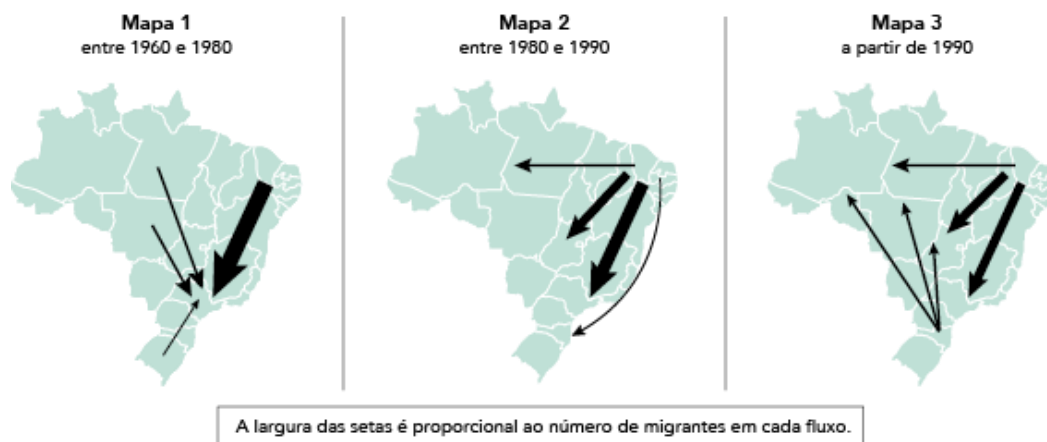 Mapa 1
entre 1960 e 1980
Mapa 2
entre 1980 e 1990
Mapa 3
a partir de 1990
A largura das setas é proporcional ao número de migrantes em cada fluxo.